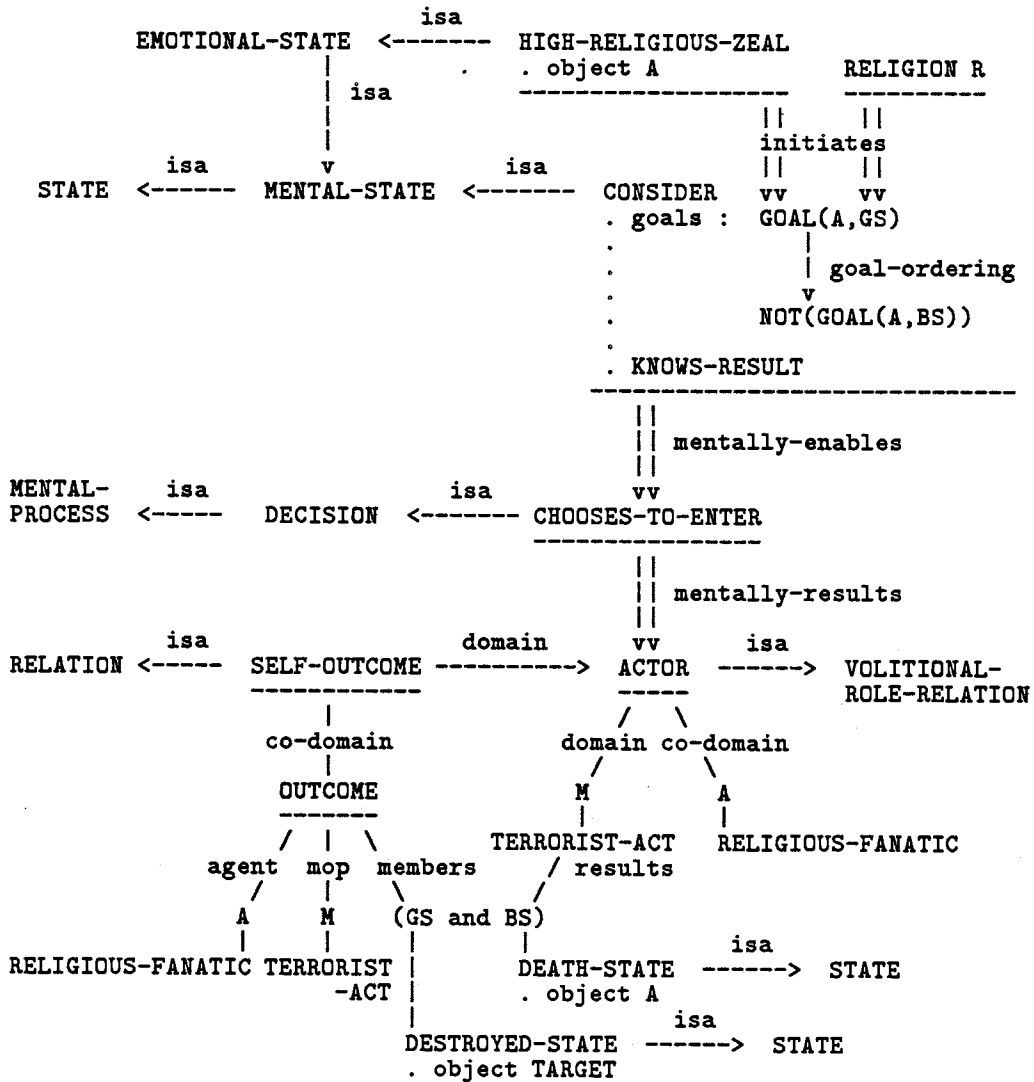 isa
EMOTIONAL-STATE <------- HIGH-RELIGIOUS-ZEAL
. object A RELIGION R
isa
initiates
isa isa
STATE <------ MENTAL-STATE <------- CONSIDER
. goals : GOAL(A,GS)
goal-ordering
NOT(GOAL(A,BS))
. KNOWS-RESULT
mentally-enables
MENTAL- isa isa
PROCESS <----- DECISION <------- CHOOSES-TO-ENTER
mentally-results
isa domain isa
RELATION <----- SELF-OUTCOME ----------> ACTOR ------> VOLITIONAL-
ROLE-RELATION
co-domain domain co-domain
OUTCOME M A
TERRORIST-ACT RELIGIOUS-FANATIC
agent mop members results
A M (GS and BS)
isa
RELIGIOUS-FANATIC TERRORIST DEATH-STATE ------> STATE
-ACT . object A
isa
DESTROYED-STATE ------> STATE
. object TARGET